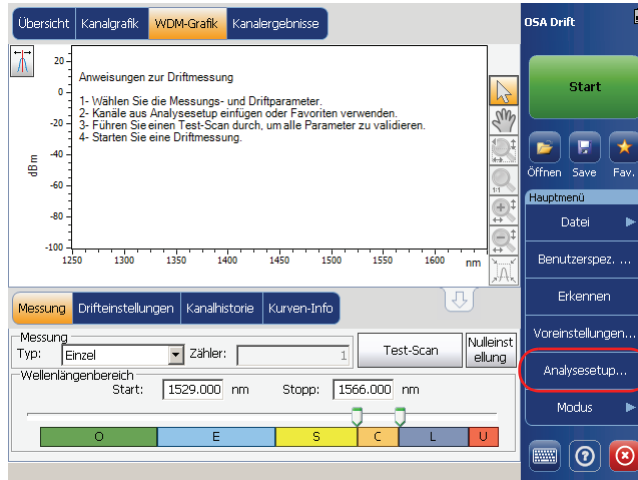 Übersicht Kanalgrafik WDM-Grafik Kanalergebnisse
OSA Drift
Anweisungen zur Driftmessung
1- Wählen Sie die Messungs- und Driftparameter.
2- Kanäle aus Analysesetup einfügen oder Favoriten verwenden.
3- Führen Sie einen Test-Scan durch, um alle Parameter zu validieren.
4- Starten Sie eine Driftmessung.
20
0
-20
-40
-60
-80
-100
dBm
1250 1300 1350 1400 1450 1500 1550 1600 nm
1:1
Start
Öffnen Save Fav.
Hauptmenü
Datei
Benutzerspez. ...
Erkennen
Voreinstellungen...
Analysesetup...
Modus
Messung Drifteinstellungen Kanalhistorie Kurven-Info
Messung
Typ: Einzel Zähler: 1 Test-Scan Nulleinst
ellung
Wellenlängenbereich
Start: 1529.000 nm Stopp: 1566.000 nm
O E S C L U